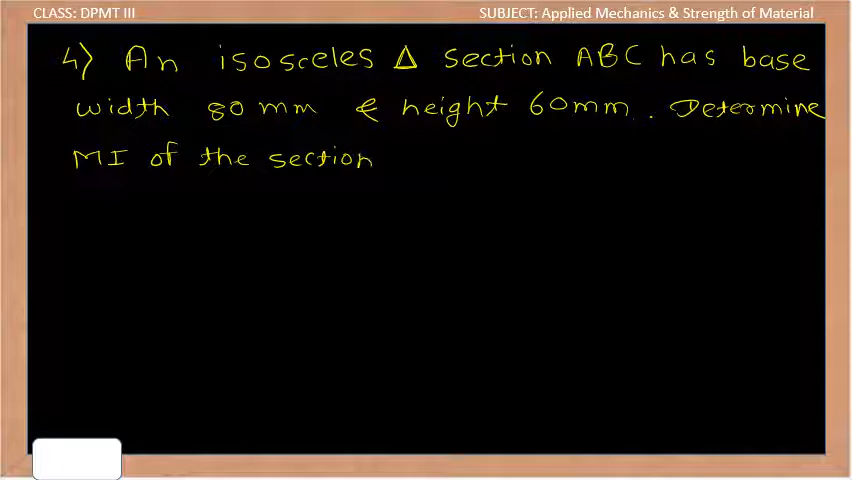 CLASS: DPMT III
SUBJECT: Applied Mechanics & Strength of Material
4) An isosceles Δ section ABC has base
width 80 mm & height 60mm. Determine
MI of the section